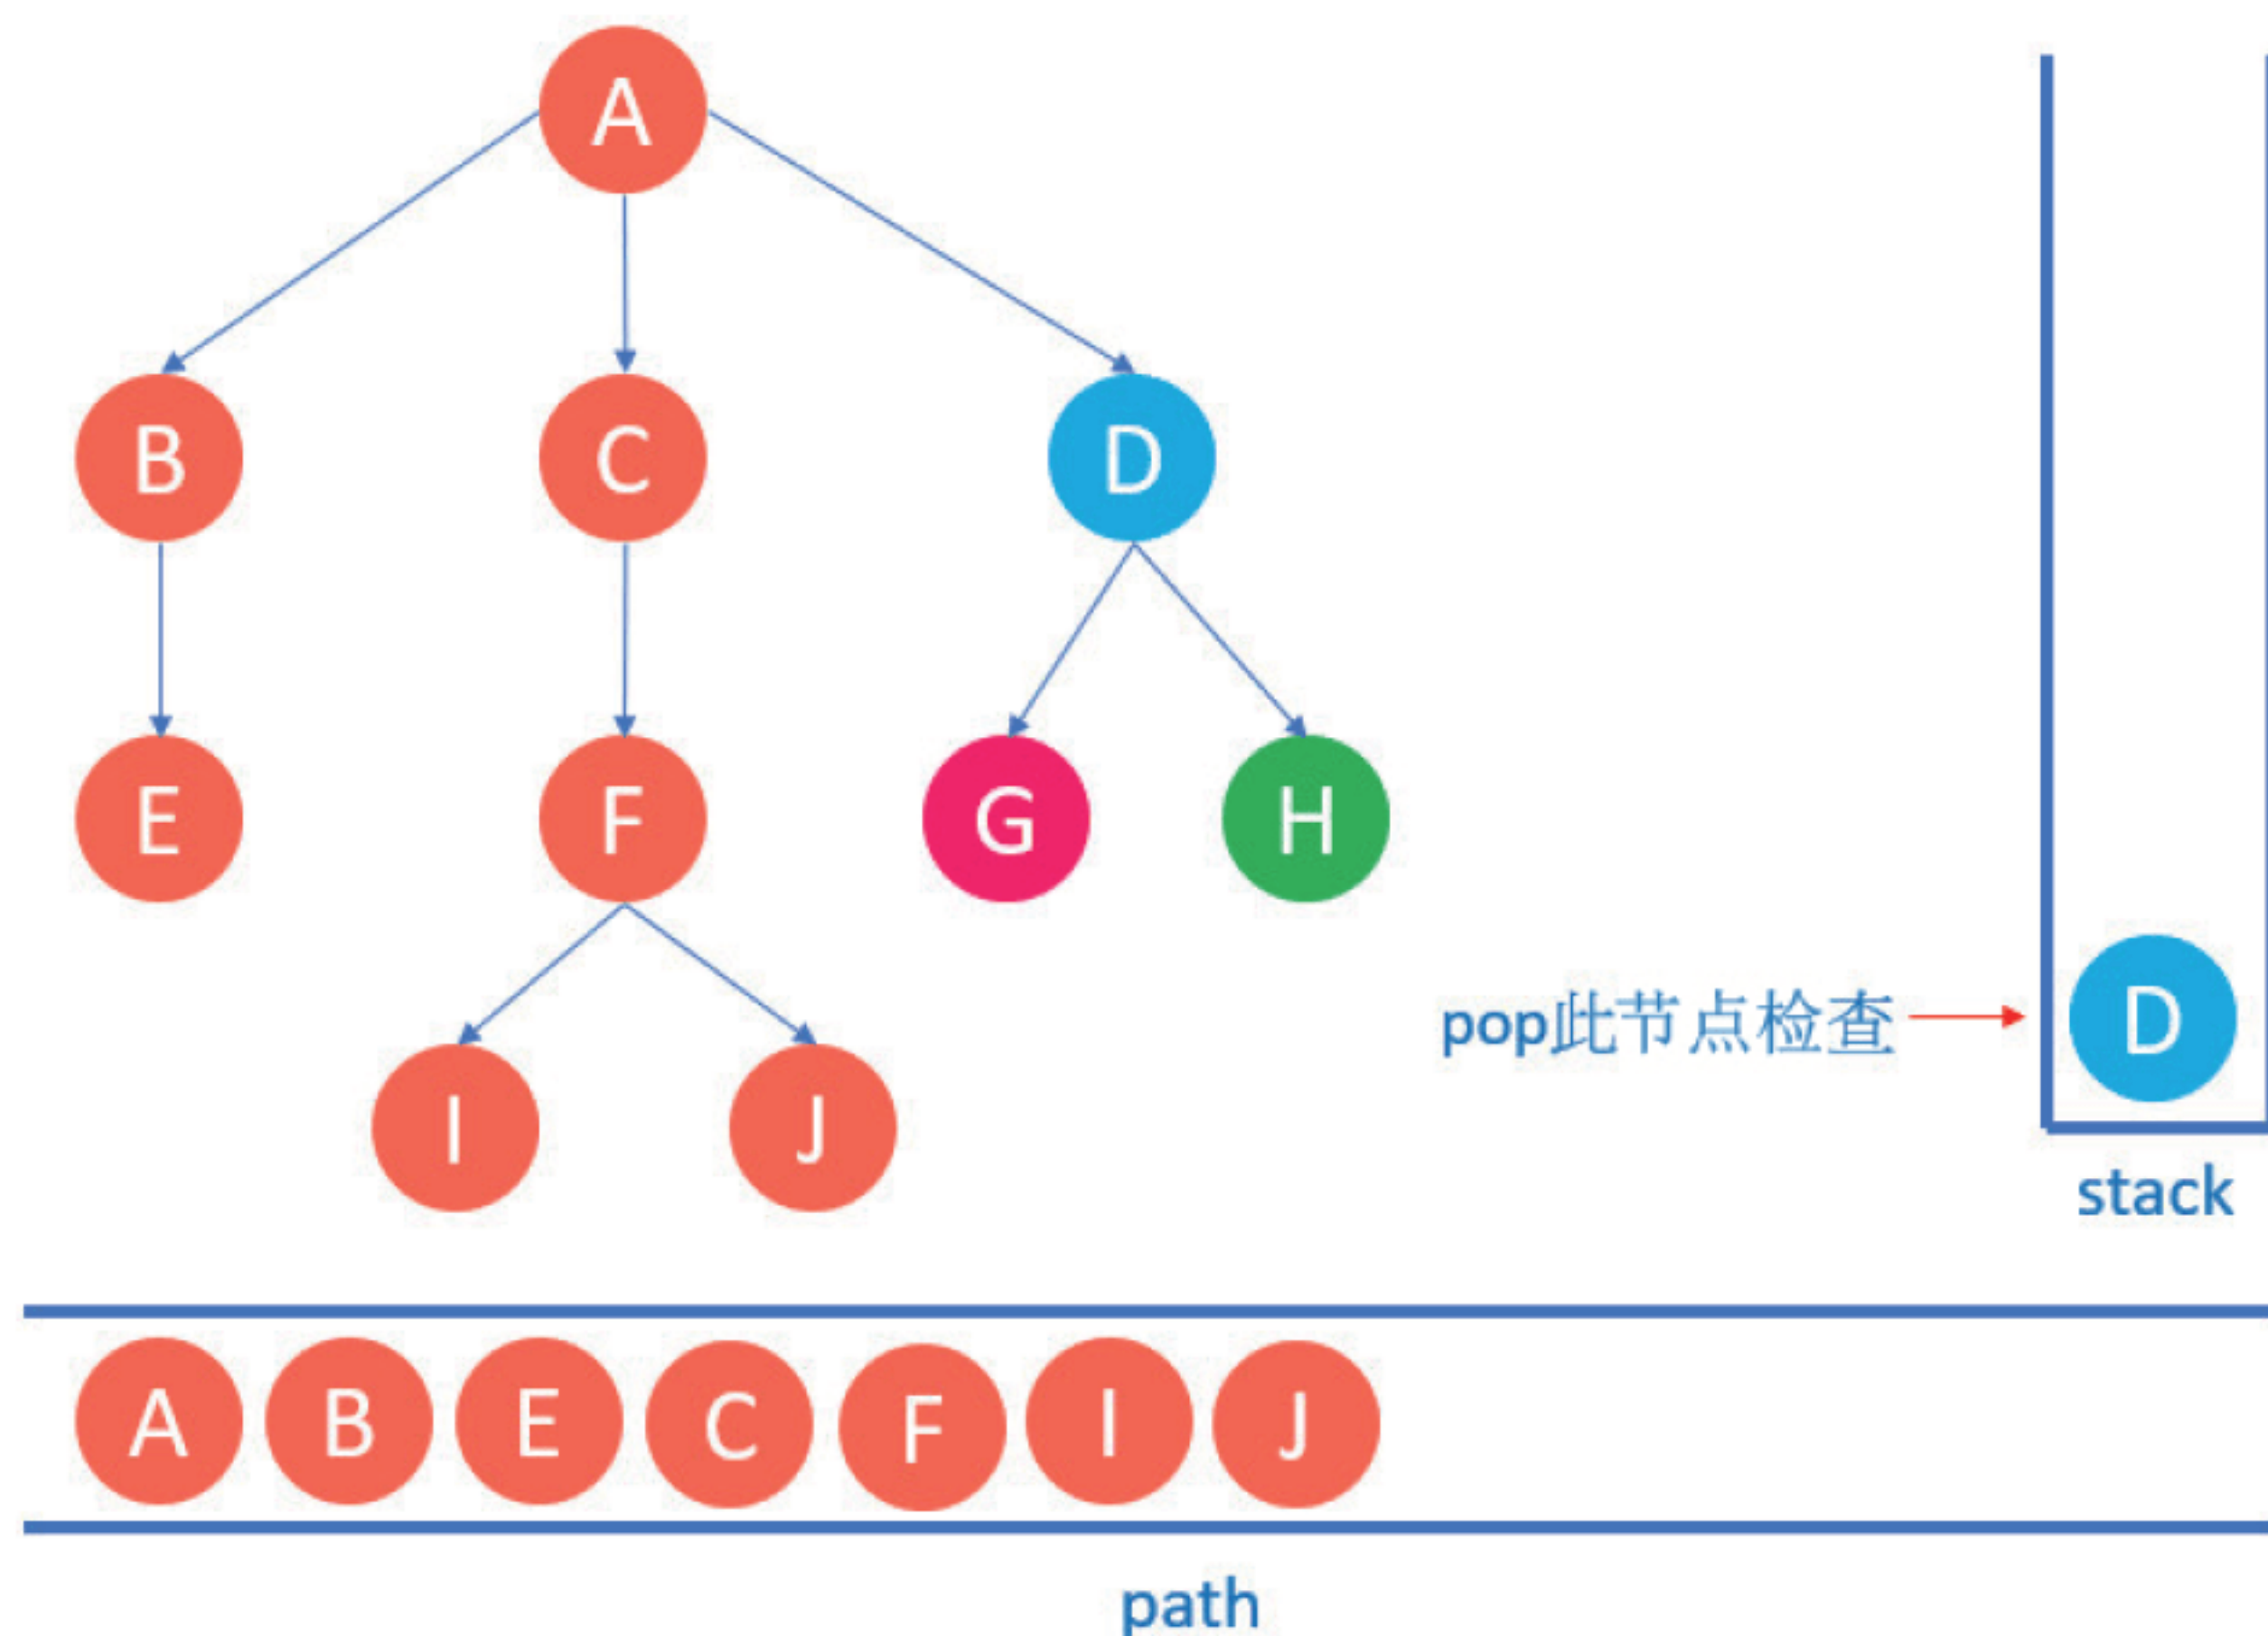 A
B C D
E F G H
I J
pop此节点检查
D
stack
A B E C F I J
path